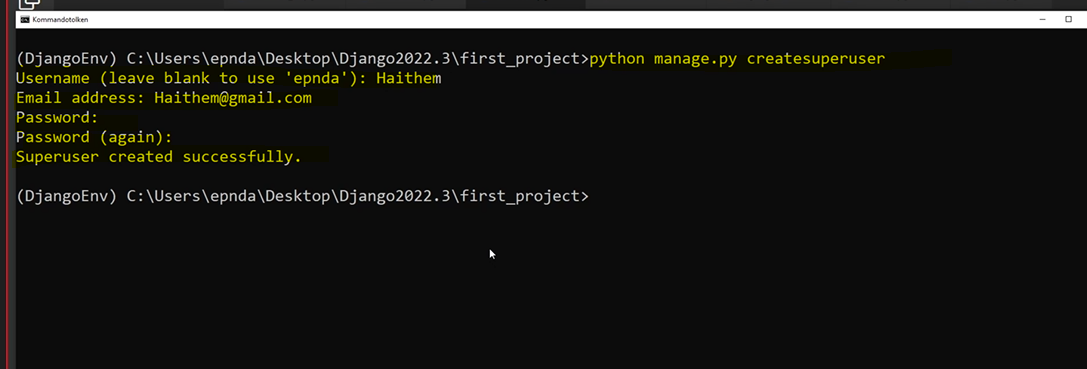 Kommandotolken
(DjangoEnv) C:\Users\epnda\Desktop\Django2022.3\first_project>python manage.py createsuperuser
Username (leave blank to use 'epnda'): Haithem
Email address: Haithem@gmail.com
Password:
Password (again):
Superuser created successfully.
(DjangoEnv) C:\Users\epnda\Desktop\Django2022.3\first_project>